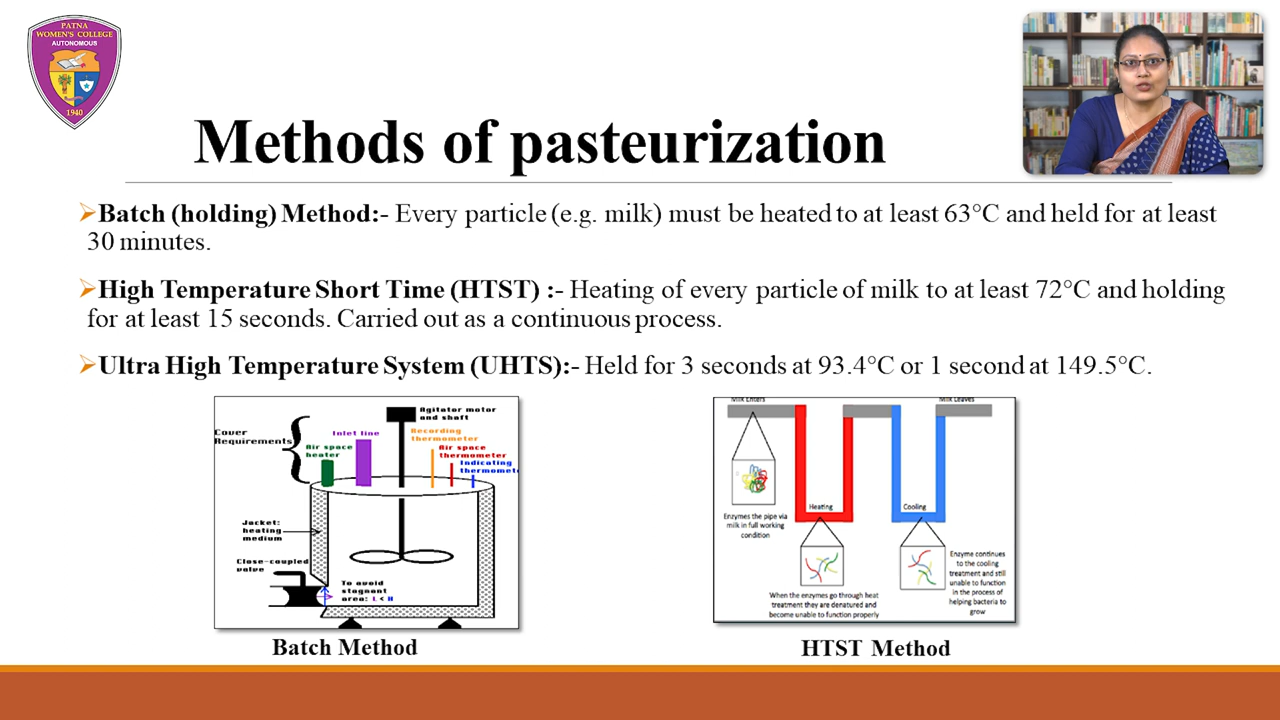 PATNA
WOMEN'S COLLEGE
AUTONOMOUS
1940
Methods of pasteurization
Batch (holding) Method:- Every particle (e.g. milk) must be heated to at least 63°C and held for at least
30 minutes.
High Temperature Short Time (HTST) :- Heating of every particle of milk to at least 72°C and holding
for at least 15 seconds. Carried out as a continuous process.
Ultra High Temperature System (UHTS):- Held for 3 seconds at 93.4°C or 1 second at 149.5°C.
Agitator motor
and shaft
Cover
Requirements
Inlet line
Recording
thermometer
Air space
heater
Air space
thermometer
Indicating
thermomet
Jacket:
heating
medium
Close-coupled
valve
To avoid
stagnant
area: L < H
Batch Method
Milk Enters
Milk Leaves
Heating
Cooling
Enzymes the pipe via
milk in full working
condition
When the enzymes go through heat
treatment they are denatured and
become unable to function properly
Enzyme continues
to the cooling
treatment and still
unable to function
in the process of
helping bacteria to
grow
HTST Method